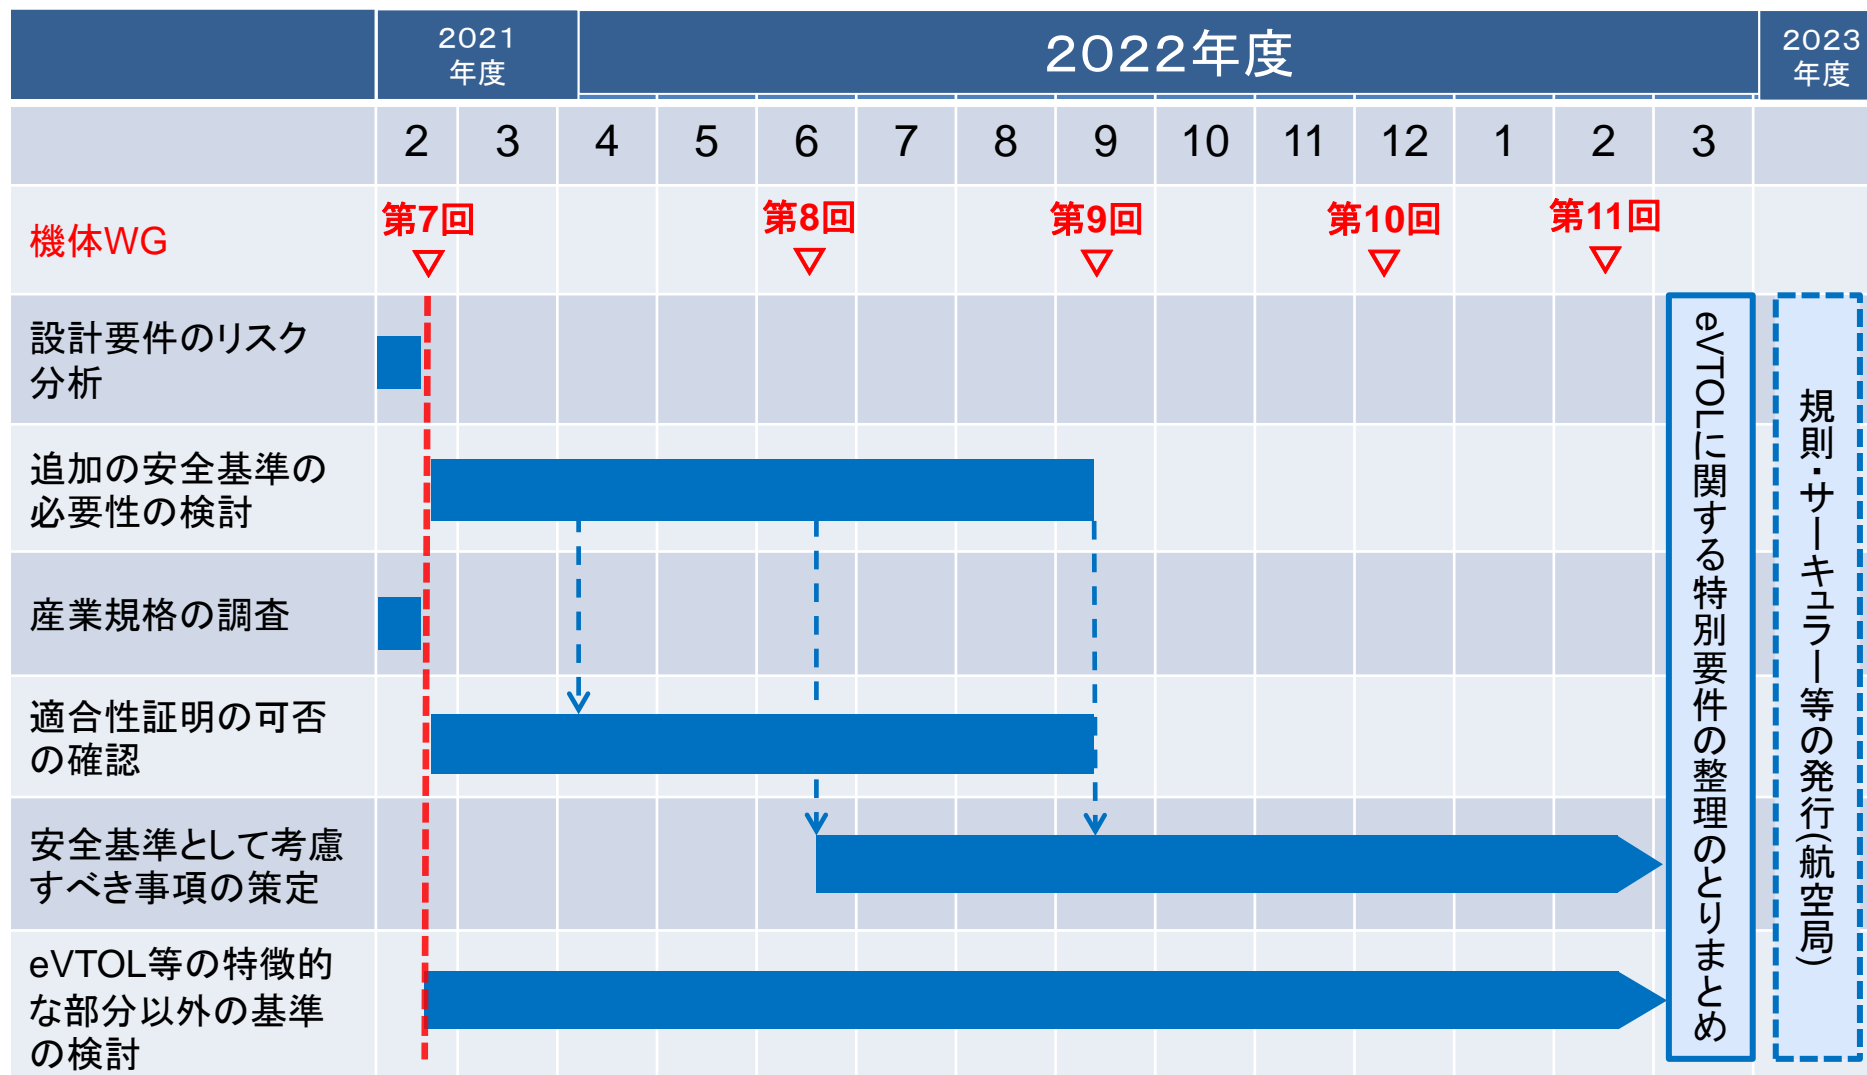 2021
年度
2022年度
2023
年度
2 3 4 5 6 7 8 9 10 11 12 1 2 3
機体WG
第7回 第8回 第9回 第10回 第11回
設計要件のリスク
分析
追加の安全基準の
必要性の検討
産業規格の調査
適合性証明の可否
の確認
安全基準として考慮
すべき事項の策定
eVTOL等の特徴的
な部分以外の基準
の検討
eVTOLに関する特別要件の整理のとりまとめ
規則・サーキュラー等の発行(航空局)